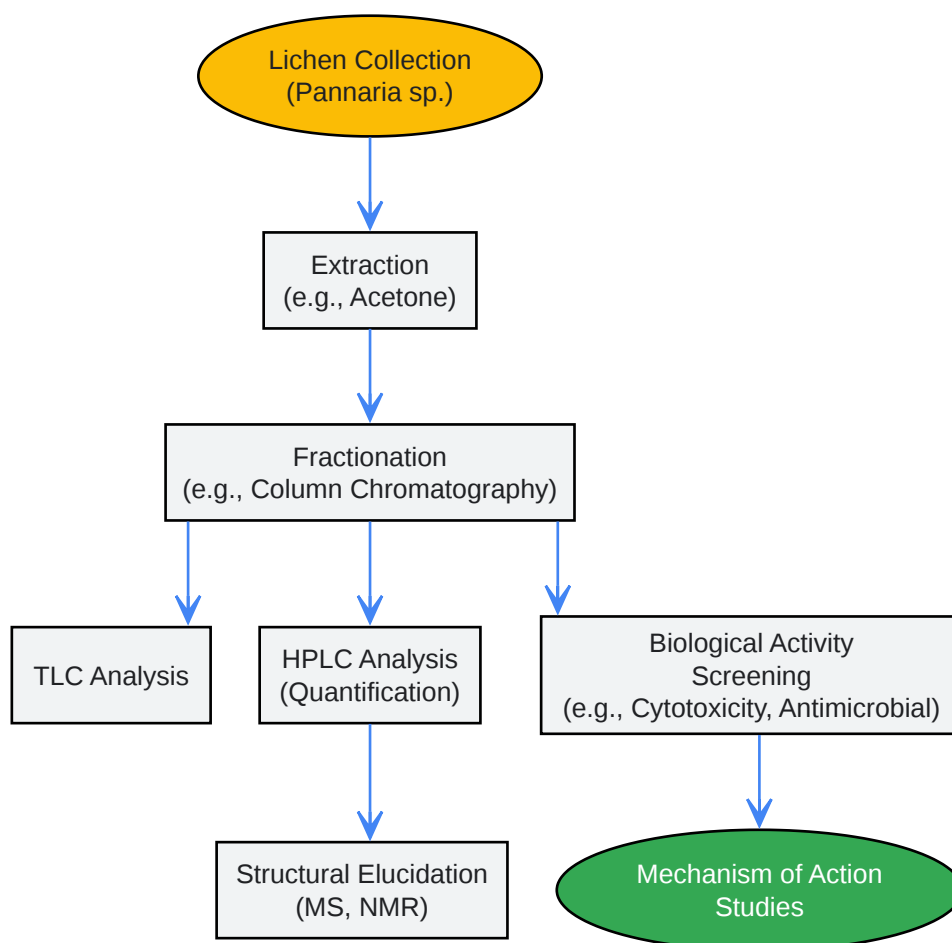 Lichen Collection
(Pannaria sp.)
Extraction
(e.g., Acetone)
Fractionation
(e.g., Column Chromatography)
TLC Analysis
HPLC Analysis
(Quantification)
Biological Activity
Screening
(e.g., Cytotoxicity, Antimicrobial)
Structural Elucidation
(MS, NMR)
Mechanism of Action
Studies